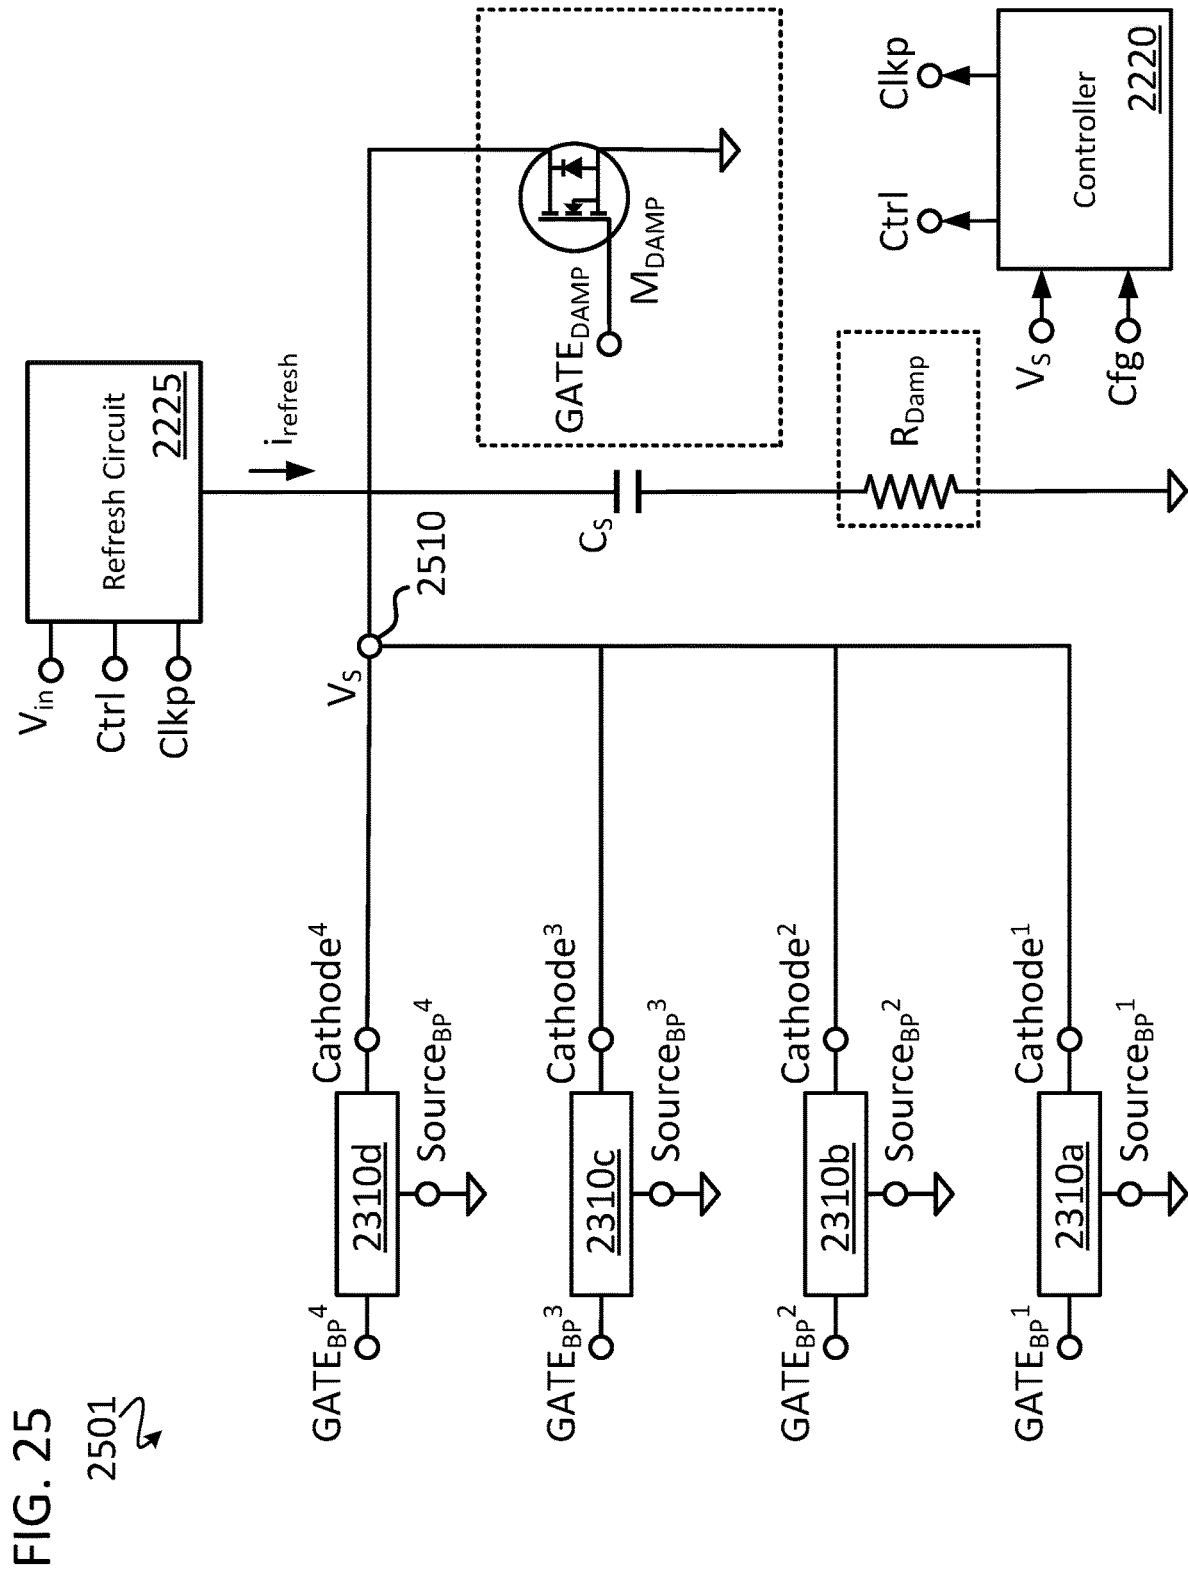 FIG. 25
2501
V_in
Ctrl
Clkp
Refresh Circuit
2225
i_refresh
V_S
2510
C_S
R_Damp
GATE_DAMP
M_DAMP
Ctrl
Clkp
V_S
Cfg
Controller
2220
GATE_BP^4
2310d
Cathode^4
Source_BP^4
GATE_BP^3
2310c
Cathode^3
Source_BP^3
GATE_BP^2
2310b
Cathode^2
Source_BP^2
GATE_BP^1
2310a
Cathode^1
Source_BP^1